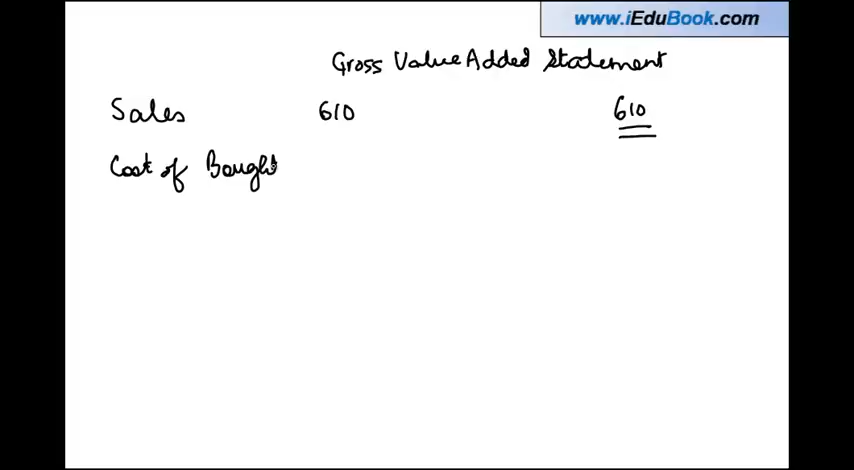 www.iEduBook.com
Gross Value Added Statement
Sales 610 610
Cost of Bought